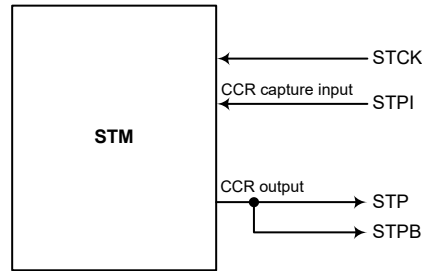 STCK
CCR capture input
STPI
STM
CCR output
STP
STPB